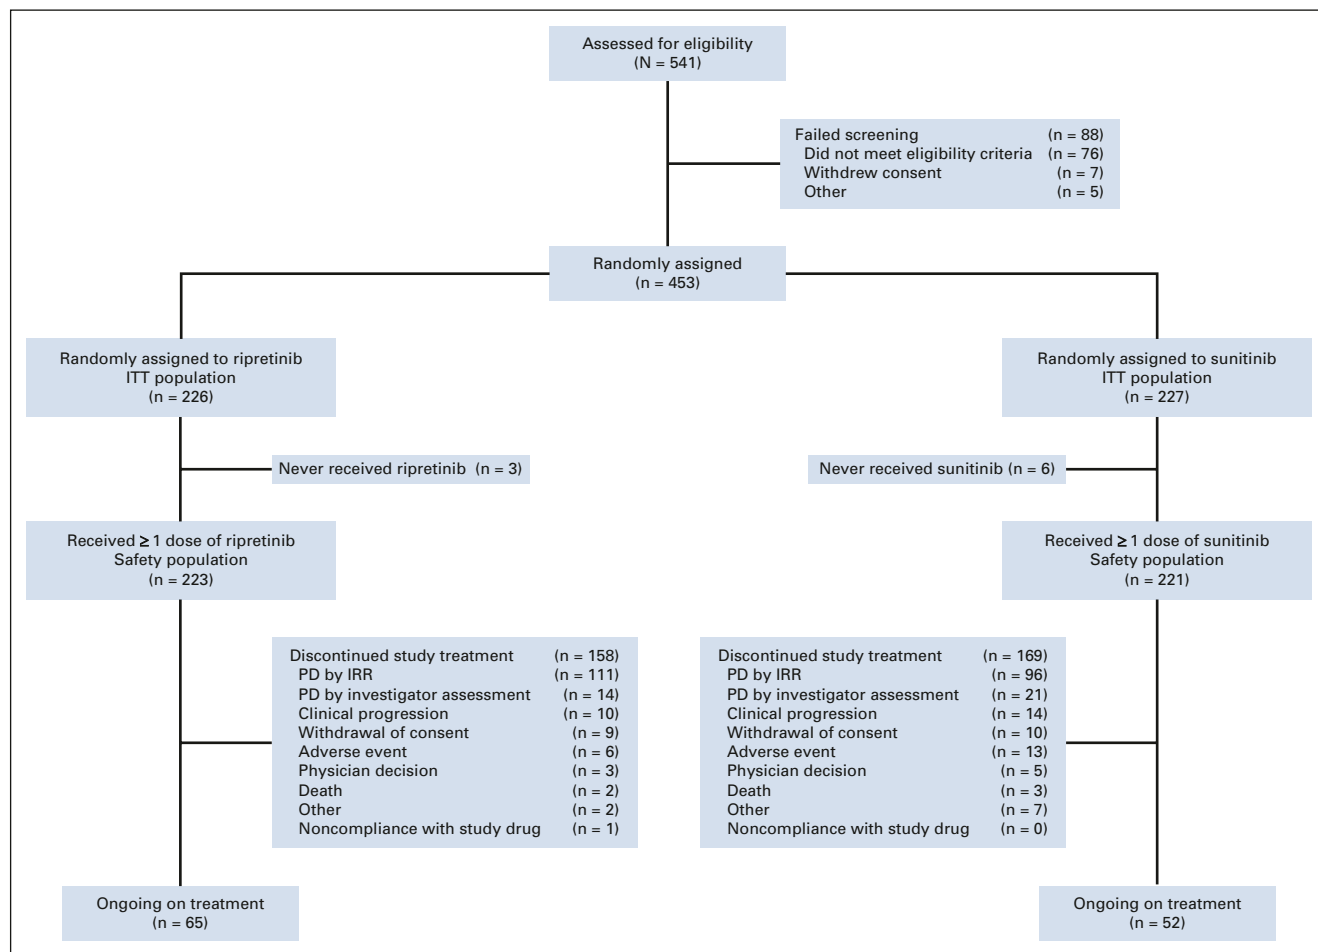 Assessed for eligibility
(N = 541)
Failed screening (n = 88)
Did not meet eligibility criteria (n = 76)
Withdrew consent (n = 7)
Other (n = 5)
Randomly assigned
(n = 453)
Randomly assigned to ripretinib
ITT population
(n = 226)
Randomly assigned to sunitinib
ITT population
(n = 227)
Never received ripretinib (n = 3)
Never received sunitinib (n = 6)
Received ≥ 1 dose of ripretinib
Safety population
(n = 223)
Received ≥ 1 dose of sunitinib
Safety population
(n = 221)
Discontinued study treatment (n = 158)
PD by IRR (n = 111)
PD by investigator assessment (n = 14)
Clinical progression (n = 10)
Withdrawal of consent (n = 9)
Adverse event (n = 6)
Physician decision (n = 3)
Death (n = 2)
Other (n = 2)
Noncompliance with study drug (n = 1)
Discontinued study treatment (n = 169)
PD by IRR (n = 96)
PD by investigator assessment (n = 21)
Clinical progression (n = 14)
Withdrawal of consent (n = 10)
Adverse event (n = 13)
Physician decision (n = 5)
Death (n = 3)
Other (n = 7)
Noncompliance with study drug (n = 0)
Ongoing on treatment
(n = 65)
Ongoing on treatment
(n = 52)